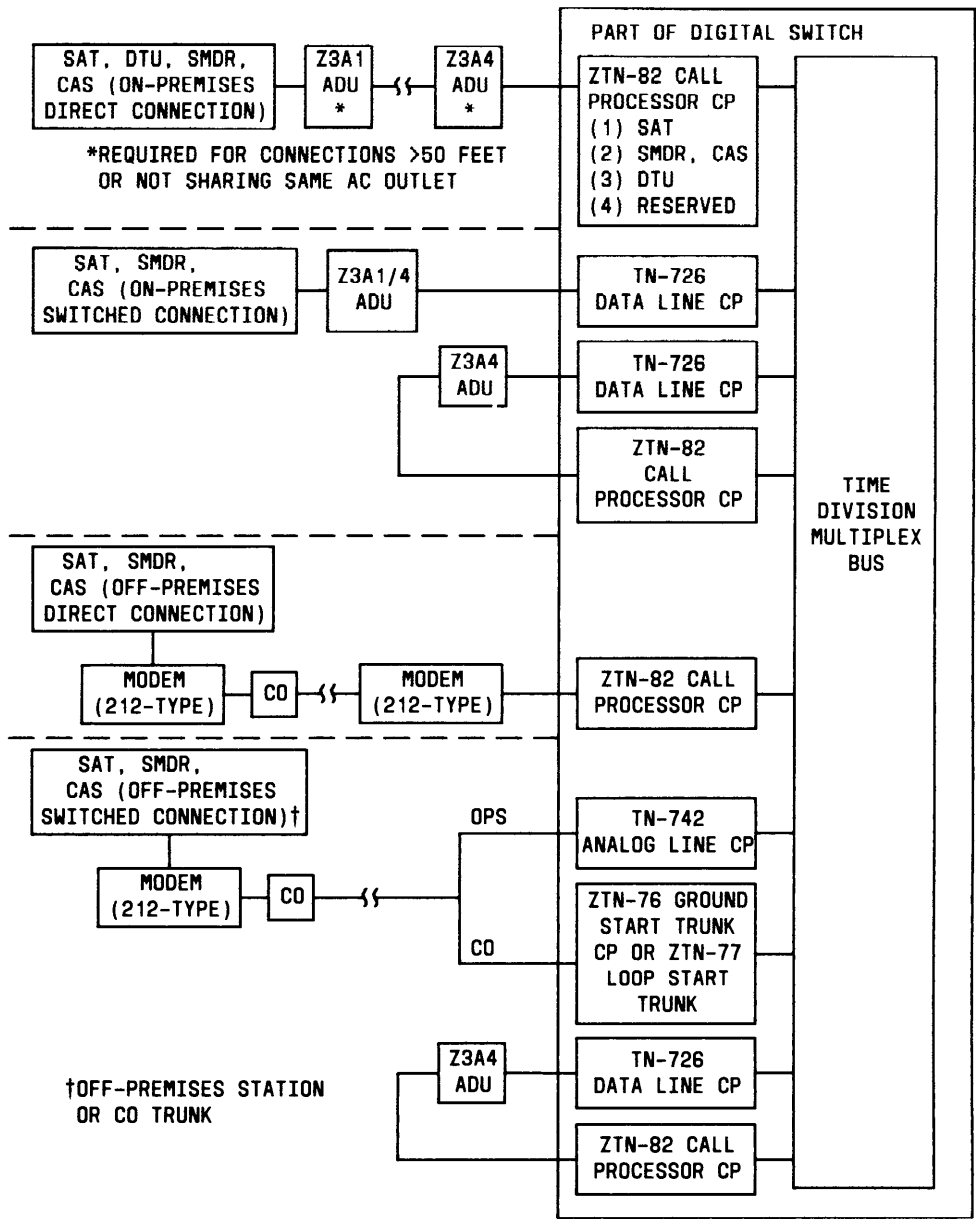 PART OF DIGITAL SWITCH
SAT, DTU, SMDR,
CAS (ON-PREMISES
DIRECT CONNECTION)
Z3A1
ADU
*
Z3A4
ADU
*
ZTN-82 CALL
PROCESSOR CP
(1) SAT
(2) SMDR, CAS
(3) DTU
(4) RESERVED
*REQUIRED FOR CONNECTIONS >50 FEET
OR NOT SHARING SAME AC OUTLET
SAT, SMDR,
CAS (ON-PREMISES
SWITCHED CONNECTION)
Z3A1/4
ADU
TN-726
DATA LINE CP
Z3A4
ADU
TN-726
DATA LINE CP
ZTN-82
CALL
PROCESSOR CP
TIME
DIVISION
MULTIPLEX
BUS
SAT, SMDR,
CAS (OFF-PREMISES
DIRECT CONNECTION)
MODEM
(212-TYPE)
CO
MODEM
(212-TYPE)
ZTN-82 CALL
PROCESSOR CP
SAT, SMDR,
CAS (OFF-PREMISES
SWITCHED CONNECTION)†
MODEM
(212-TYPE)
CO
OPS
TN-742
ANALOG LINE CP
CO
ZTN-76 GROUND
START TRUNK
CP OR ZTN-77
LOOP START
TRUNK
†OFF-PREMISES STATION
OR CO TRUNK
Z3A4
ADU
TN-726
DATA LINE CP
ZTN-82 CALL
PROCESSOR CP